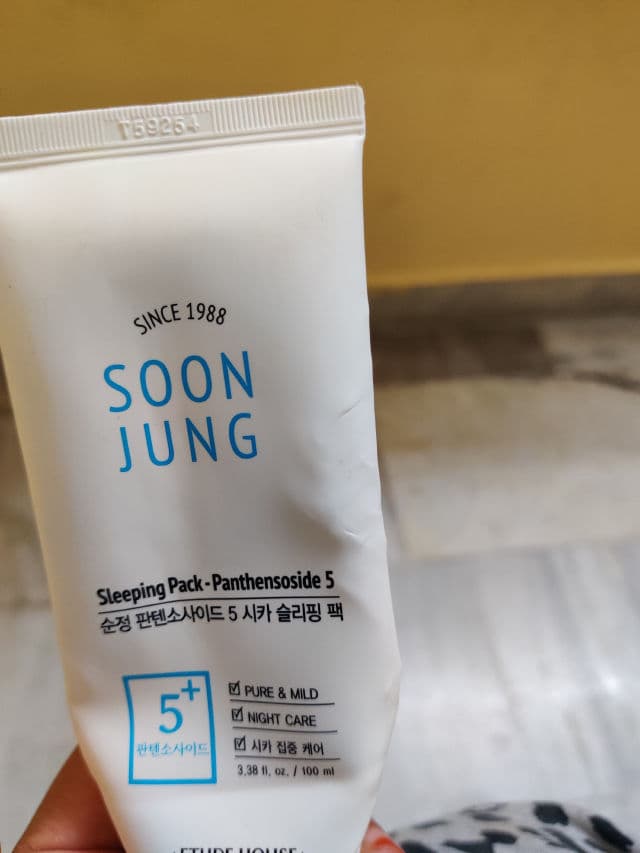 T59254
SINCE 1988
SOON
JUNG
Sleeping Pack - Panthensoside 5
순정 판텐소사이드 5 시카 슬리핑 팩
5+
판텐소사이드
PURE & MILD
NIGHT CARE
시카 집중 케어
3.38 fl. oz. / 100 ml
ETUDE HOUSE